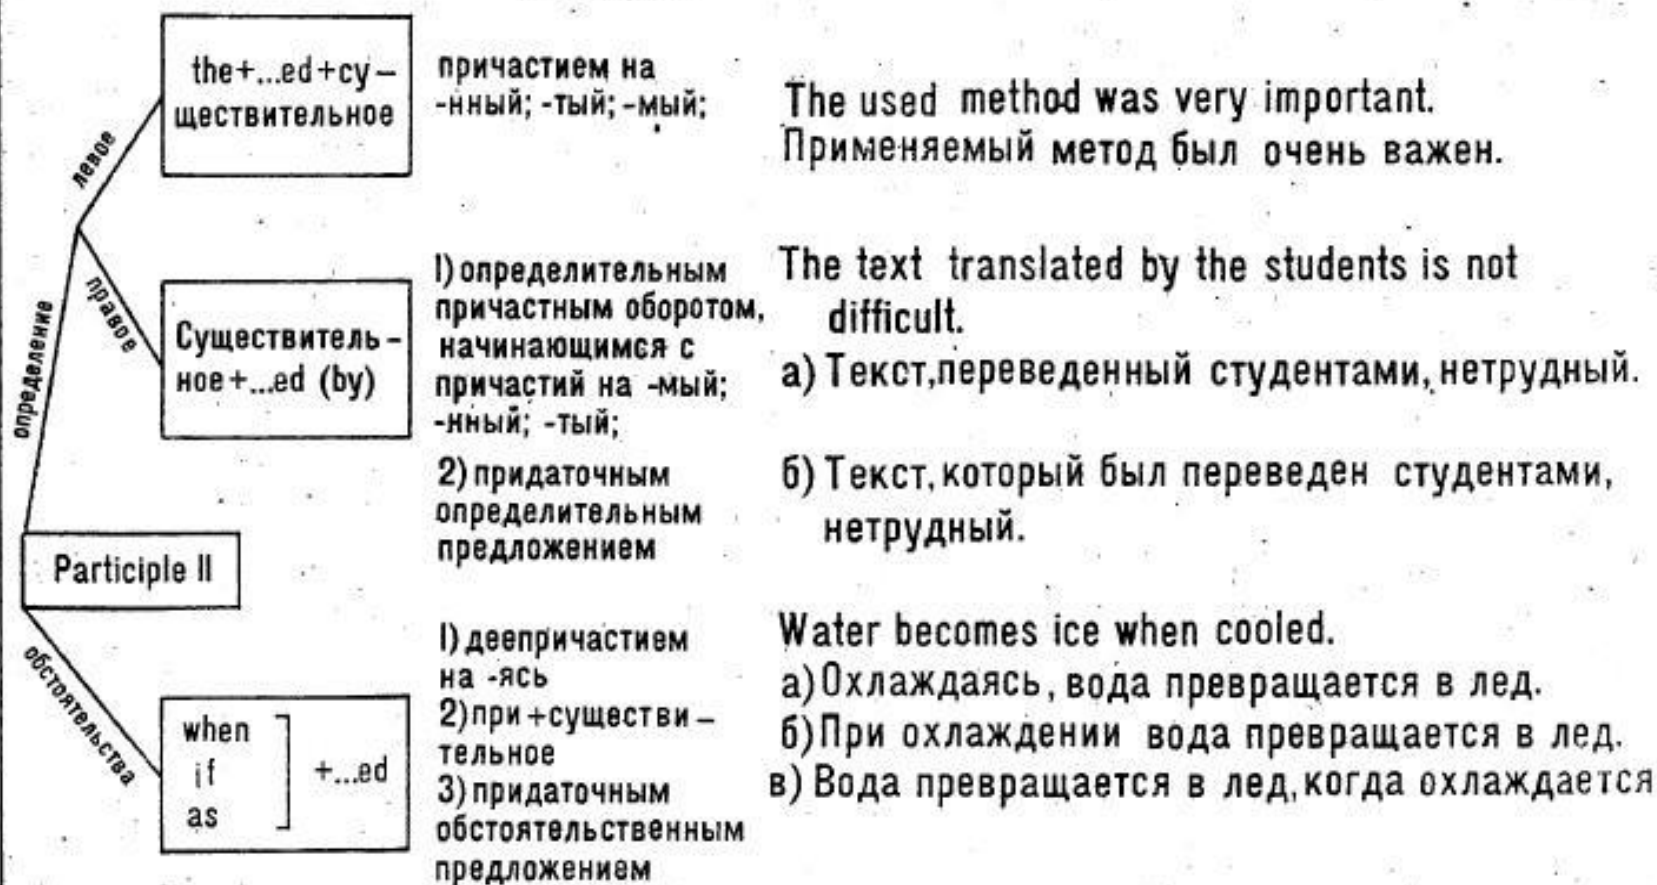 the+...ed+су-
ществительное
причастием на
-нный; -тый; -мый;
The used method was very important.
Применяемый метод был очень важен.
левое
правое
определение
Существитель-
ное+...ed (by)
1) определительным
причастным оборотом,
начинающимся с
причастий на -мый;
-нный; -тый;
2) придаточным
определительным
предложением
The text translated by the students is not
difficult.
а) Текст, переведенный студентами, нетрудный.
б) Текст, который был переведен студентами,
нетрудный.
Participle II
обстоятельства
when
if
as
+...ed
1) деепричастием
на -ясь
2) при+существи-
тельное
3) придаточным
обстоятельственным
предложением
Water becomes ice when cooled.
а) Охлаждаясь, вода превращается в лед.
б) При охлаждении вода превращается в лед.
в) Вода превращается в лед, когда охлаждается